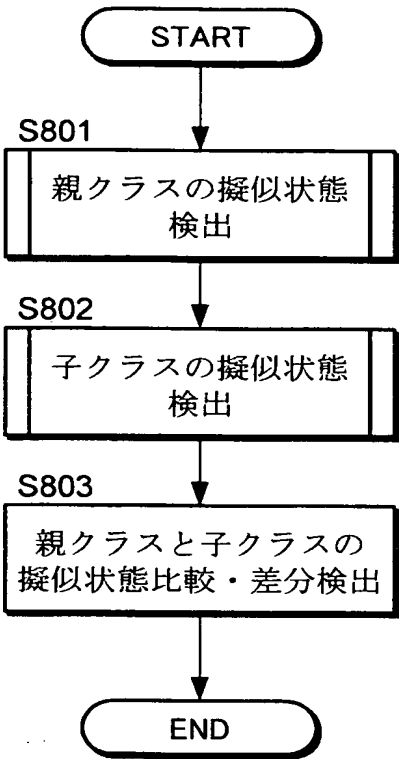 START
S801
親クラスの擬似状態
検出
S802
子クラスの擬似状態
検出
S803
親クラスと子クラスの
擬似状態比較・差分検出
END